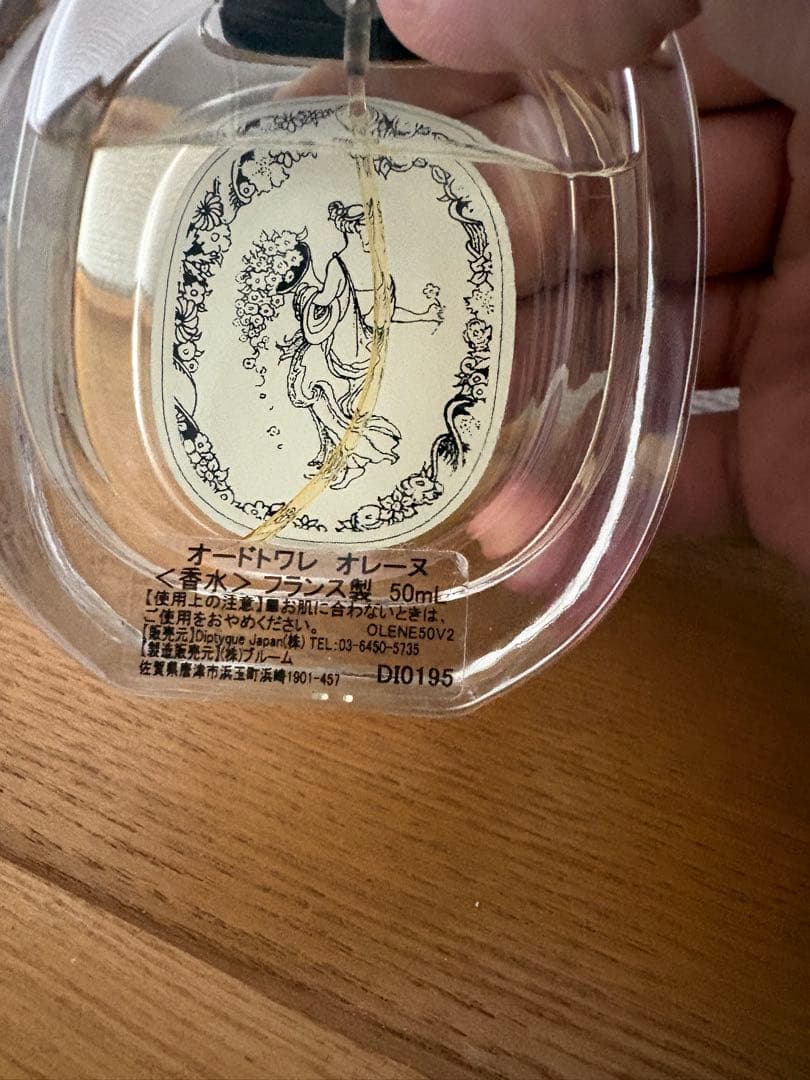 オードトワレ オレーヌ
＜香水＞ フランス製 50mL
【使用上の注意】■お肌に合わないときは、
ご使用をおやめください。 OLENE50V2
【販売元】Diptyque Japan(株) TEL:03-6450-5735
【製造販売元】(株)ブルーム
佐賀県唐津市浜玉町浜崎1901-457 DI0195